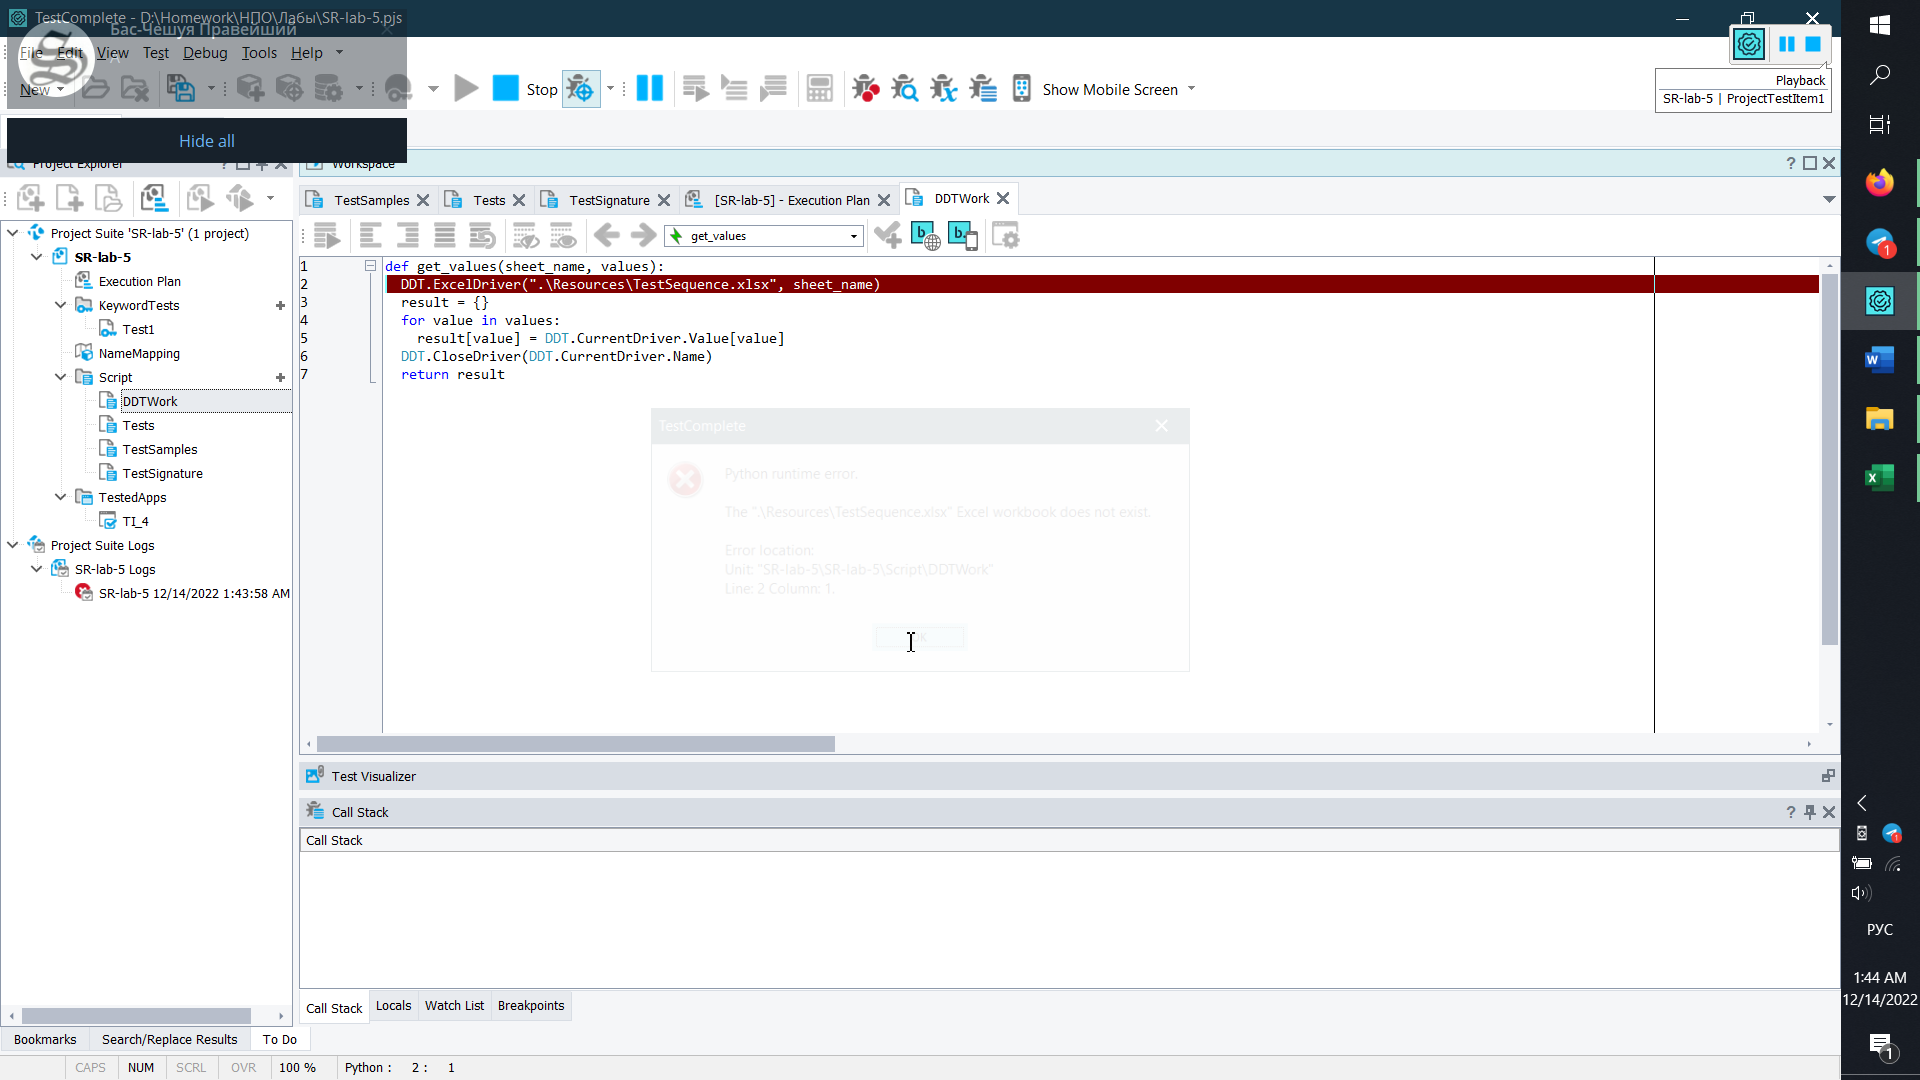 TestComplete - D:\Homework\НПО\Лабы\SR-lab-5.pjs
Бас-Чешуя Правейший
File Edit View Test Debug Tools Help
New
Stop
Show Mobile Screen
Playback
SR-lab-5 | ProjectTestItem1
Hide all
Project Explorer
Workspace
TestSamples
Tests
TestSignature
[SR-lab-5] - Execution Plan
DDTWork
get_values
Project Suite 'SR-lab-5' (1 project)
SR-lab-5
Execution Plan
KeywordTests
Test1
NameMapping
Script
DDTWork
Tests
TestSamples
TestSignature
TestedApps
TI_4
Project Suite Logs
SR-lab-5 Logs
SR-lab-5 12/14/2022 1:43:58 AM
1 def get_values(sheet_name, values):
2 DDT.ExcelDriver(".\Resources\TestSequence.xlsx", sheet_name)
3 result = {}
4 for value in values:
5 result[value] = DDT.CurrentDriver.Value[value]
6 DDT.CloseDriver(DDT.CurrentDriver.Name)
7 return result
TestComplete
Python runtime error.
The ".\Resources\TestSequence.xlsx" Excel workbook does not exist.
Error location:
Unit: "SR-lab-5\SR-lab-5\Script\DDTWork"
Line: 2 Column: 1.
Test Visualizer
Call Stack
Call Stack
Call Stack Locals Watch List Breakpoints
Bookmarks Search/Replace Results To Do
CAPS NUM SCRL OVR 100 % Python : 2 : 1
РУС
1:44 AM
12/14/2022
1